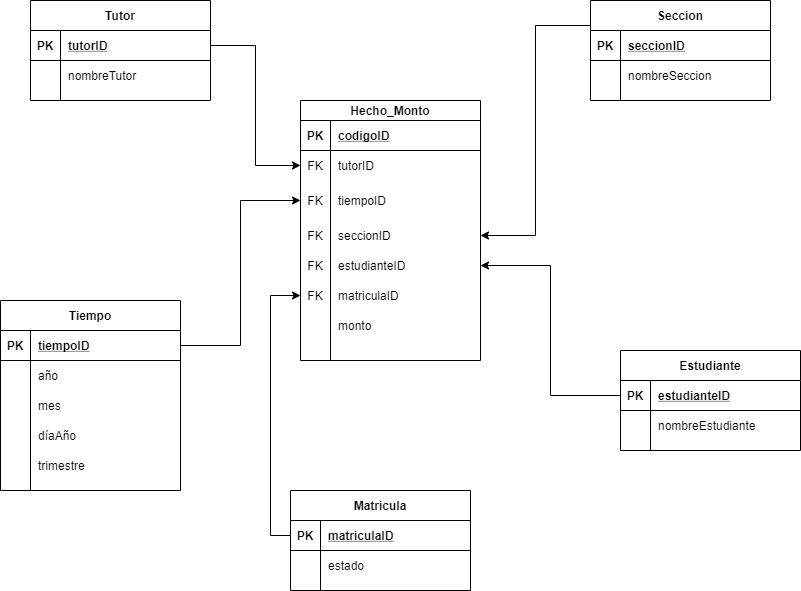 Tutor
PK tutorID
nombreTutor
Seccion
PK seccionID
nombreSeccion
Hecho_Monto
PK codigoID
FK tutorID
FK tiempoID
FK seccionID
FK estudianteID
FK matriculaID
monto
Tiempo
PK tiempoID
año
mes
díaAño
trimestre
Estudiante
PK estudianteID
nombreEstudiante
Matricula
PK matriculaID
estado